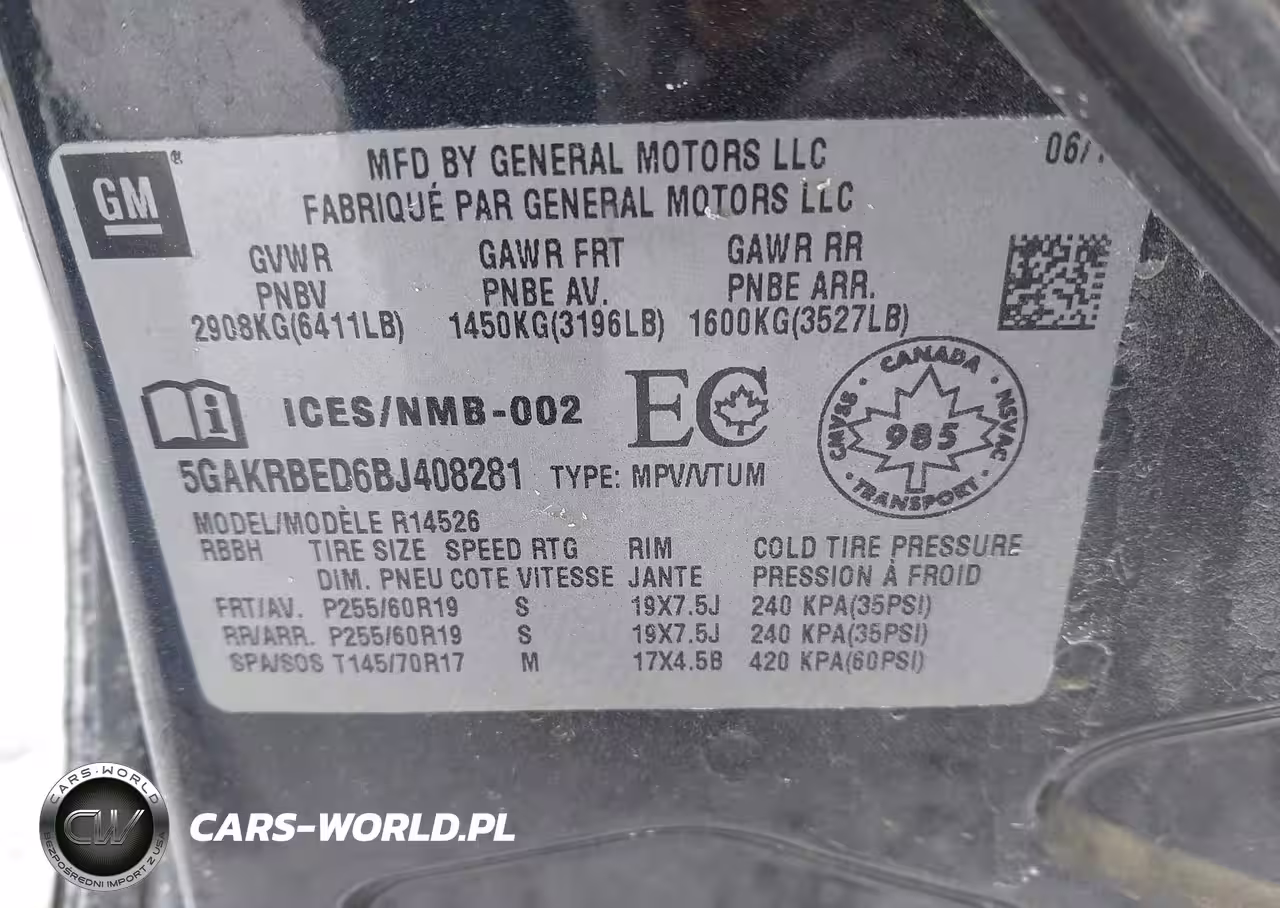 GM®
MFD BY GENERAL MOTORS LLC 06/
FABRIQUÉ PAR GENERAL MOTORS LLC
GVWR GAWR FRT GAWR RR
PNBV PNBE AV. PNBE ARR.
2908KG(6411LB) 1450KG(3196LB) 1600KG(3527LB)
i ICES/NMB-002 EC
CANADA
CMVSS 985 NSVAC
TRANSPORT
5GAKRBED6BJ408281 TYPE: MPV/VTUM
MODEL/MODÈLE R14526
RBBH TIRE SIZE SPEED RTG RIM COLD TIRE PRESSURE
DIM. PNEU COTE VITESSE JANTE PRESSION À FROID
FRT/AV. P255/60R19 S 19X7.5J 240 KPA(35PSI)
RR/ARR. P255/60R19 S 19X7.5J 240 KPA(35PSI)
SPA/SOS T145/70R17 M 17X4.5B 420 KPA(60PSI)
CARS-WORLD
CW
BEZPOŚREDNI IMPORT Z USA
CARS-WORLD.PL